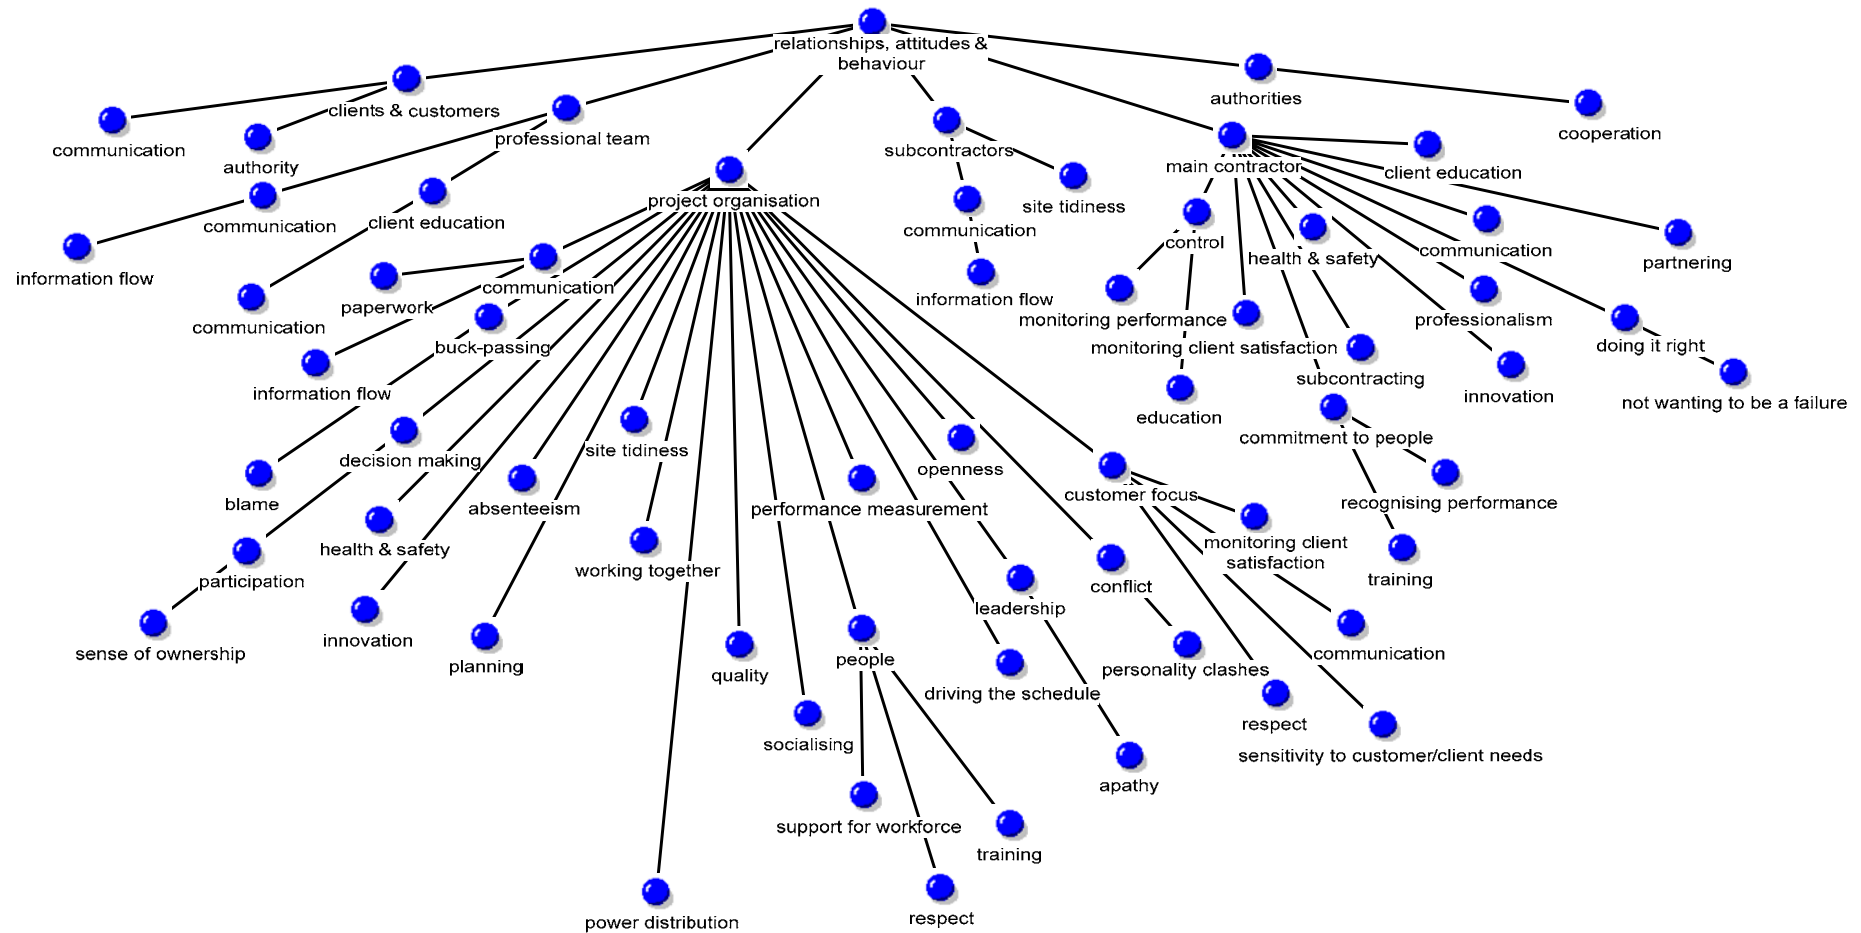 relationships, attitudes &
behaviour
authorities
clients & customers
cooperation
professional team
communication
authority
subcontractors
main contractor
client education
project organisation
site tidiness
communication
client education
communication
control
health & safety
communication
partnering
information flow
paperwork
communication
information flow
communication
monitoring performance
professionalism
buck-passing
monitoring client satisfaction
doing it right
information flow
subcontracting
innovation
not wanting to be a failure
education
site tidiness
commitment to people
decision making
openness
blame
absenteeism
performance measurement
customer focus
recognising performance
health & safety
monitoring client
satisfaction
participation
working together
conflict
training
leadership
sense of ownership
innovation
planning
people
communication
quality
personality clashes
driving the schedule
respect
socialising
sensitivity to customer/client needs
apathy
support for workforce
training
power distribution
respect